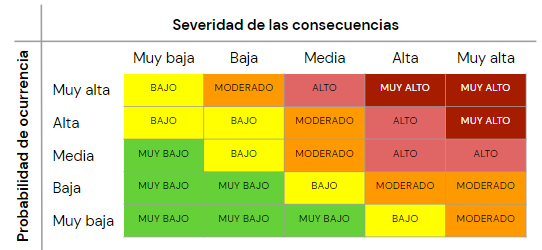 Severidad de las consecuencias
Probabilidad de ocurrencia
Muy baja Baja Media Alta Muy alta
Muy alta BAJO MODERADO ALTO MUY ALTO MUY ALTO
Alta BAJO BAJO MODERADO ALTO MUY ALTO
Media MUY BAJO BAJO MODERADO ALTO ALTO
Baja MUY BAJO MUY BAJO BAJO MODERADO MODERADO
Muy baja MUY BAJO MUY BAJO MUY BAJO BAJO MODERADO